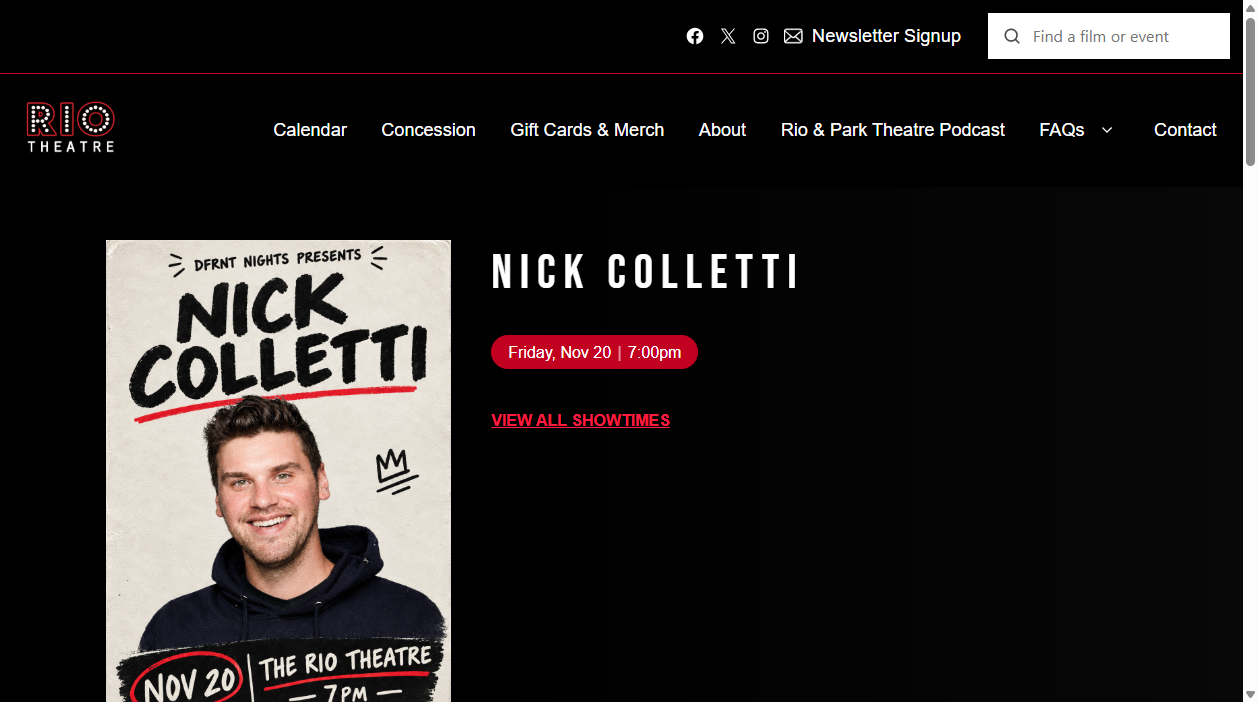 Newsletter Signup
Find a film or event
RIO
THEATRE
Calendar Concession Gift Cards & Merch About Rio & Park Theatre Podcast FAQs Contact
DFRNT NIGHTS PRESENTS
NICK
COLLETTI
NOV 20
THE RIO THEATRE
7PM
NICK COLLETTI
Friday, Nov 20 | 7:00pm
VIEW ALL SHOWTIMES